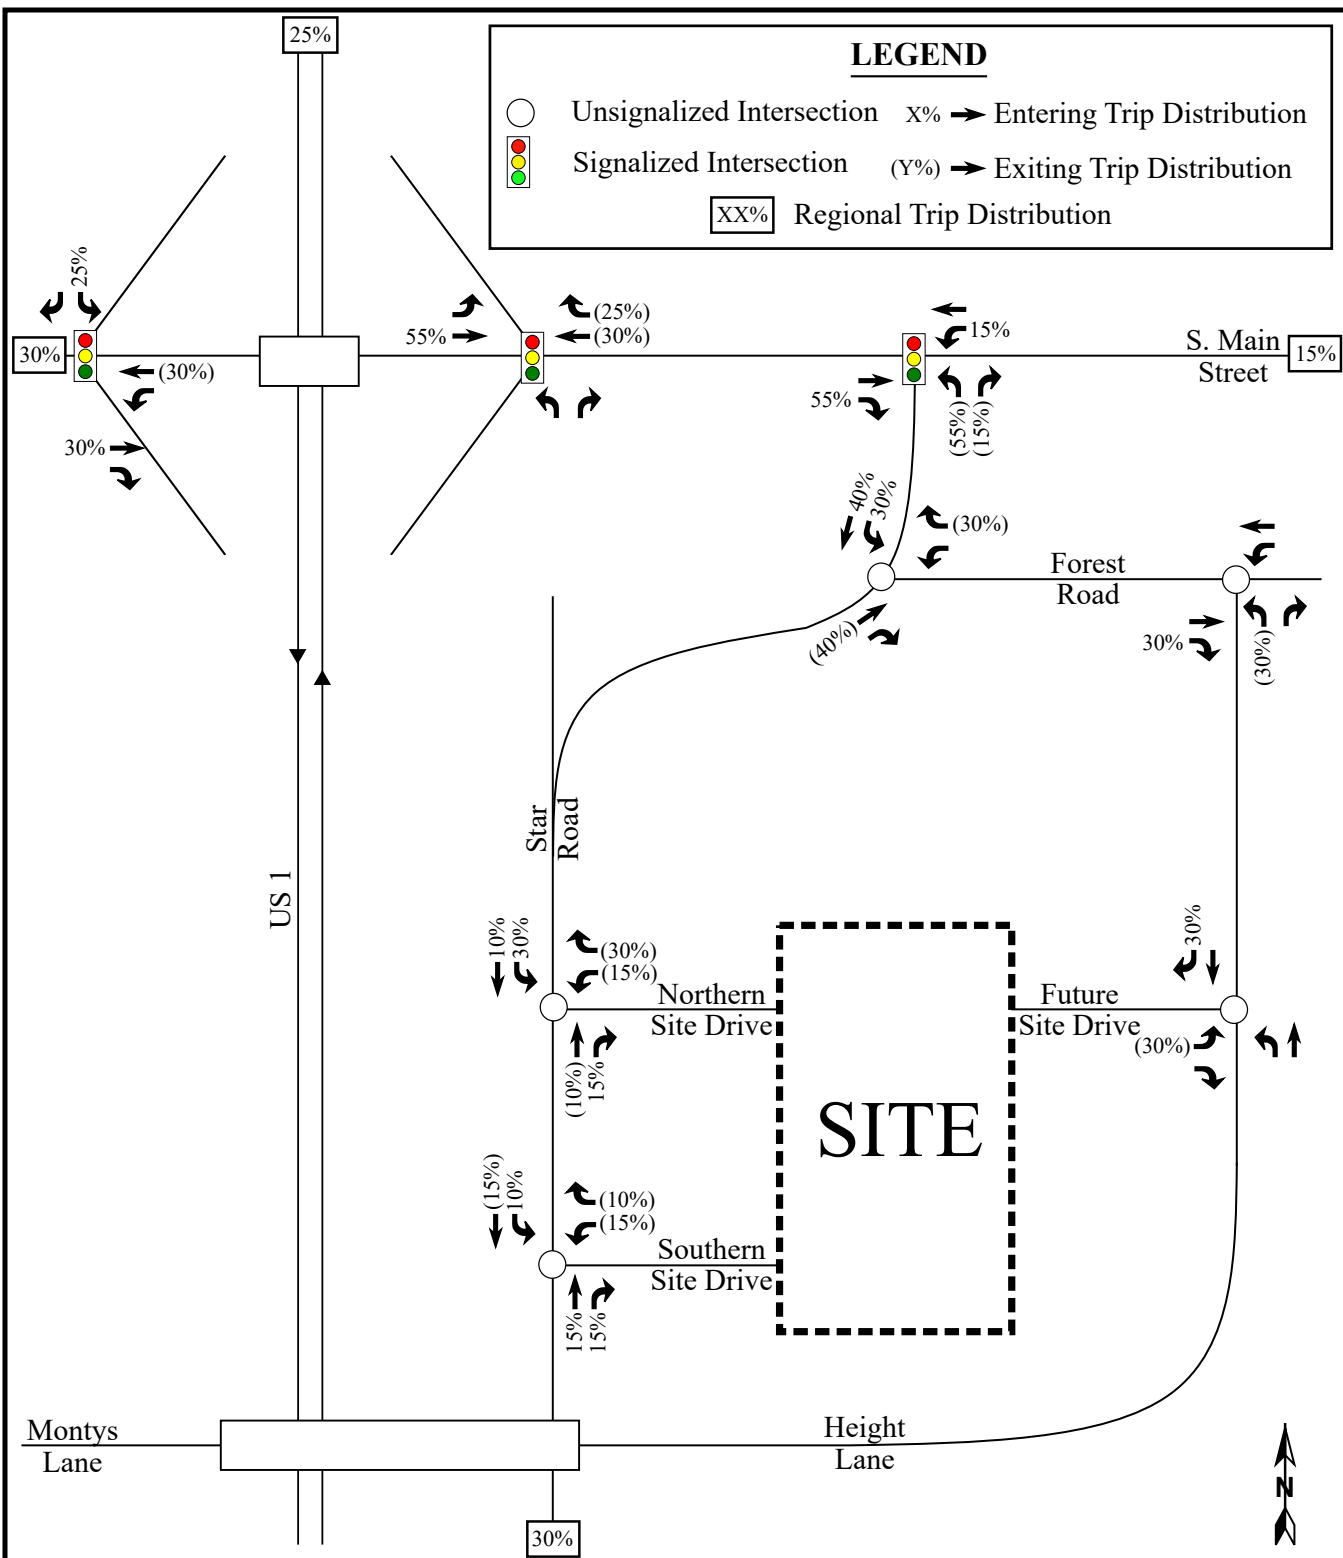 25%
LEGEND
Unsignalized Intersection
X% Entering Trip Distribution
Signalized Intersection
(Y%) Exiting Trip Distribution
XX% Regional Trip Distribution
25%
30%
(30%)
30%
55%
(25%)
(30%)
15%
55%
(55%)
(15%)
S. Main
Street
15%
40%
30%
(30%)
(40%)
Forest
Road
30%
(30%)
Star
Road
US 1
10%
30%
(30%)
(15%)
Northern
Site Drive
(10%)
15%
SITE
30%
Future
Site Drive
(30%)
(15%)
10%
(10%)
(15%)
Southern
Site Drive
15%
15%
Montys
Lane
Height
Lane
N
30%